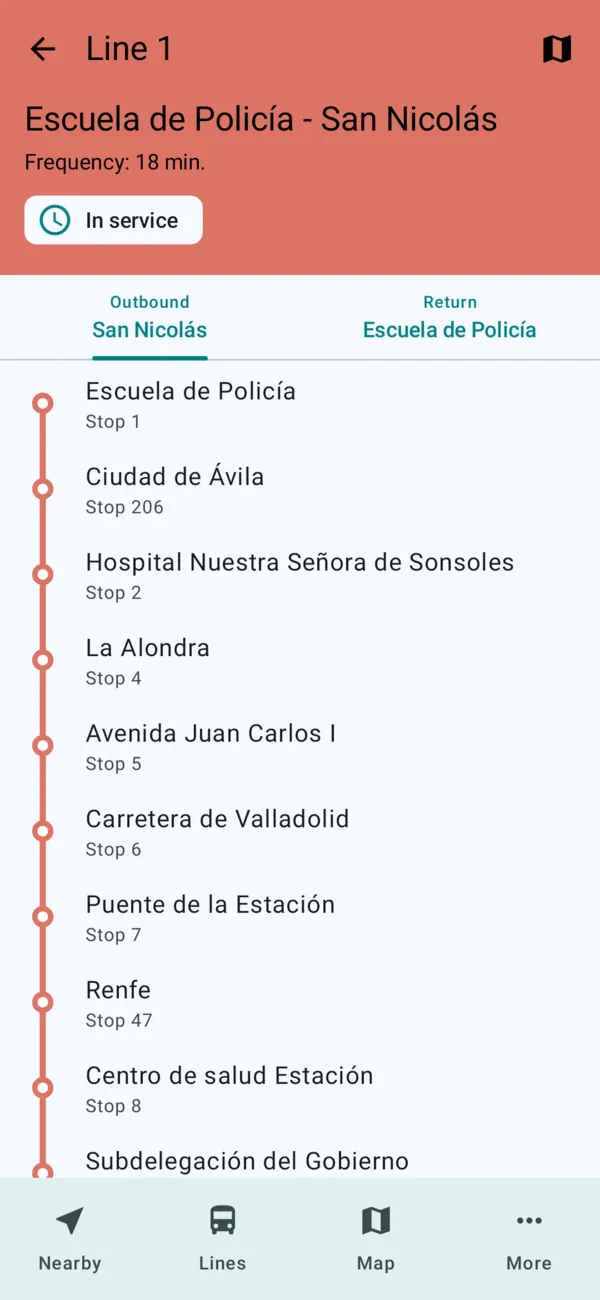 Line 1
Escuela de Policía - San Nicolás
Frequency: 18 min.
In service
Outbound
San Nicolás
Return
Escuela de Policía
Escuela de Policía
Stop 1
Ciudad de Ávila
Stop 206
Hospital Nuestra Señora de Sonsoles
Stop 2
La Alondra
Stop 4
Avenida Juan Carlos I
Stop 5
Carretera de Valladolid
Stop 6
Puente de la Estación
Stop 7
Renfe
Stop 47
Centro de salud Estación
Stop 8
Subdelegación del Gobierno
Nearby
Lines
Map
More